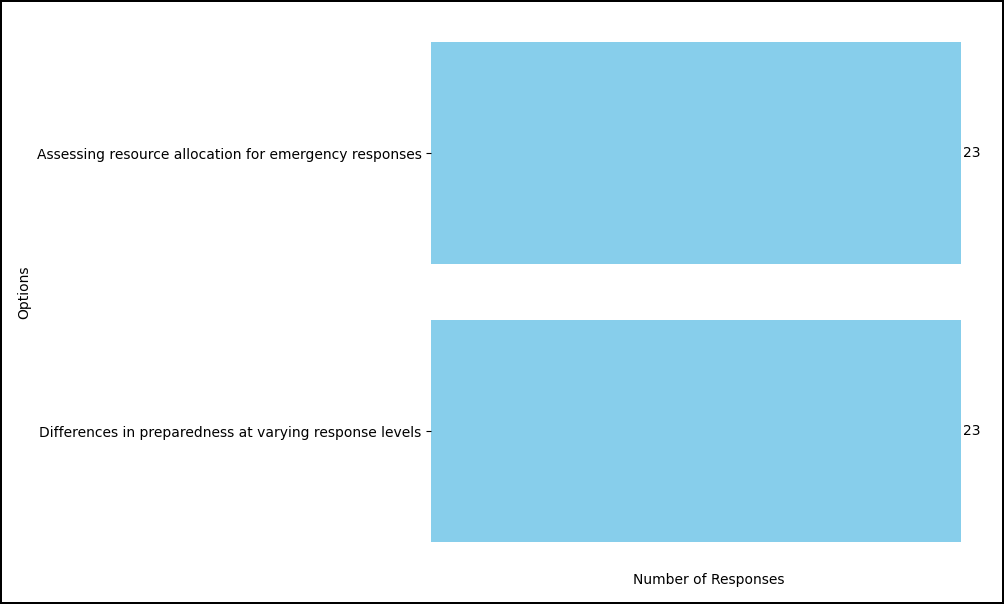 Assessing resource allocation for emergency responses
23
Options
Differences in preparedness at varying response levels
23
Number of Responses